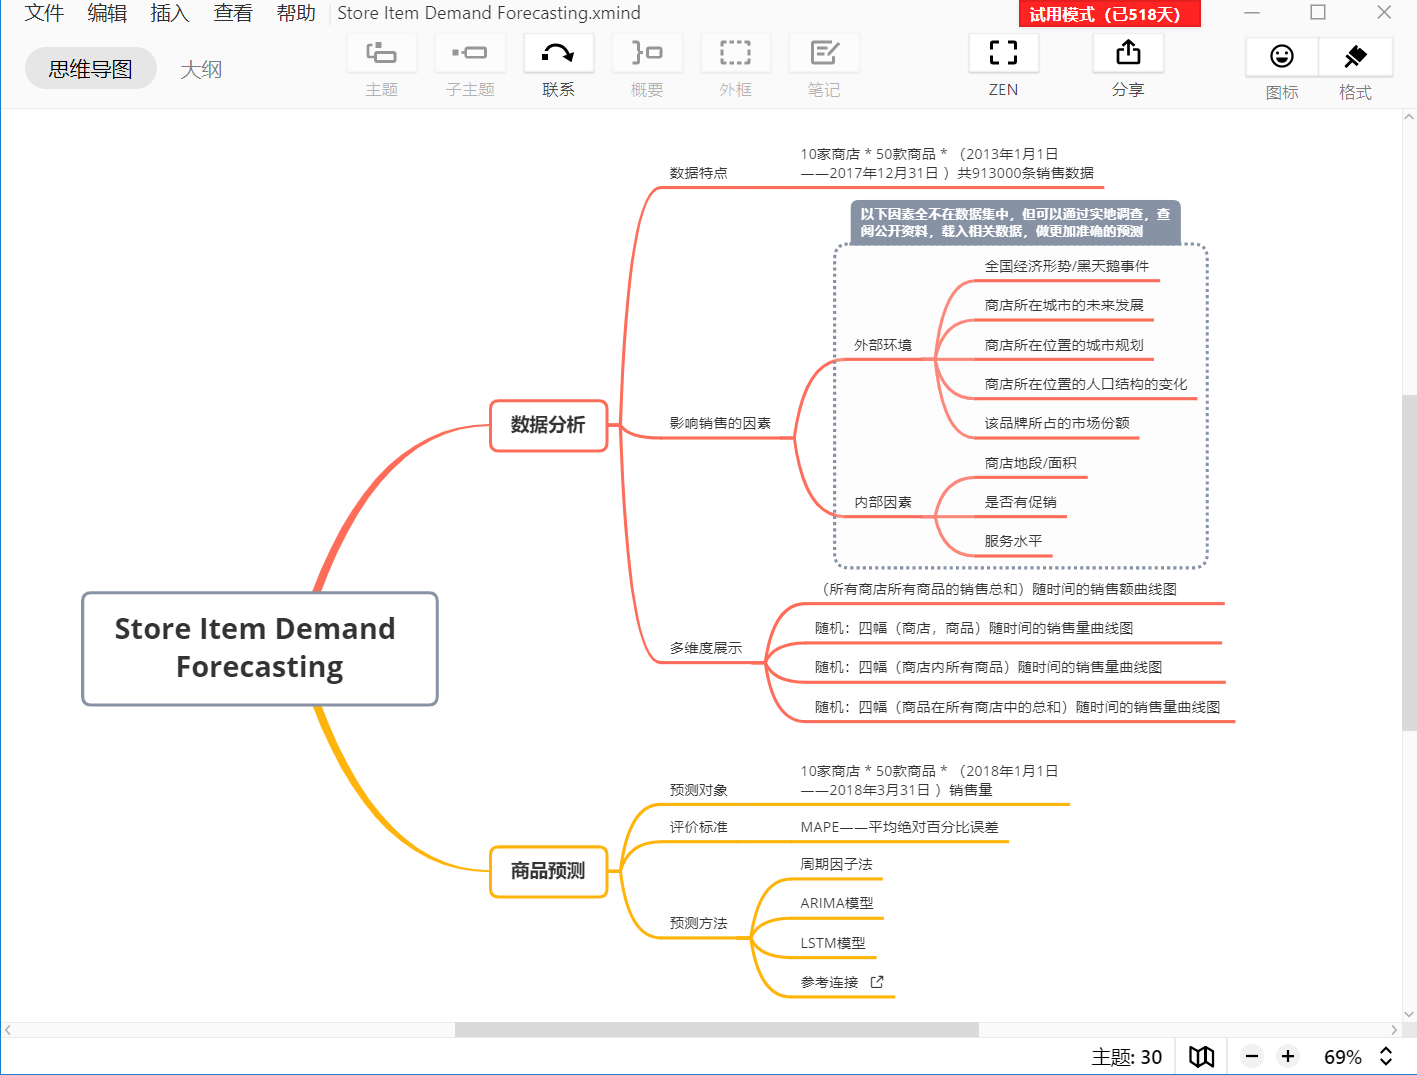 文件 编辑 插入 查看 帮助 Store Item Demand Forecasting.xmind 试用模式（已518天）
思维导图 大纲 主题 子主题 联系 概要 外框 笔记 ZEN 分享 图标 格式
10家商店 * 50款商品 * （2013年1月1日
——2017年12月31日 ）共913000条销售数据
数据特点
以下因素全不在数据集中，但可以通过实地调查，查
阅公开资料，载入相关数据，做更加准确的预测
全国经济形势/黑天鹅事件
商店所在城市的未来发展
外部环境
商店所在位置的城市规划
商店所在位置的人口结构的变化
数据分析
影响销售的因素
该品牌所占的市场份额
商店地段/面积
内部因素
是否有促销
服务水平
（所有商店所有商品的销售总和）随时间的销售额曲线图
随机：四幅（商店，商品）随时间的销售量曲线图
多维度展示
随机：四幅（商店内所有商品）随时间的销售量曲线图
随机：四幅（商品在所有商店中的总和）随时间的销售量曲线图
Store Item Demand
Forecasting
10家商店 * 50款商品 * （2018年1月1日
——2018年3月31日 ）销售量
预测对象
评价标准
MAPE——平均绝对百分比误差
商品预测
周期因子法
ARIMA模型
预测方法
LSTM模型
参考连接
主题: 30 69%